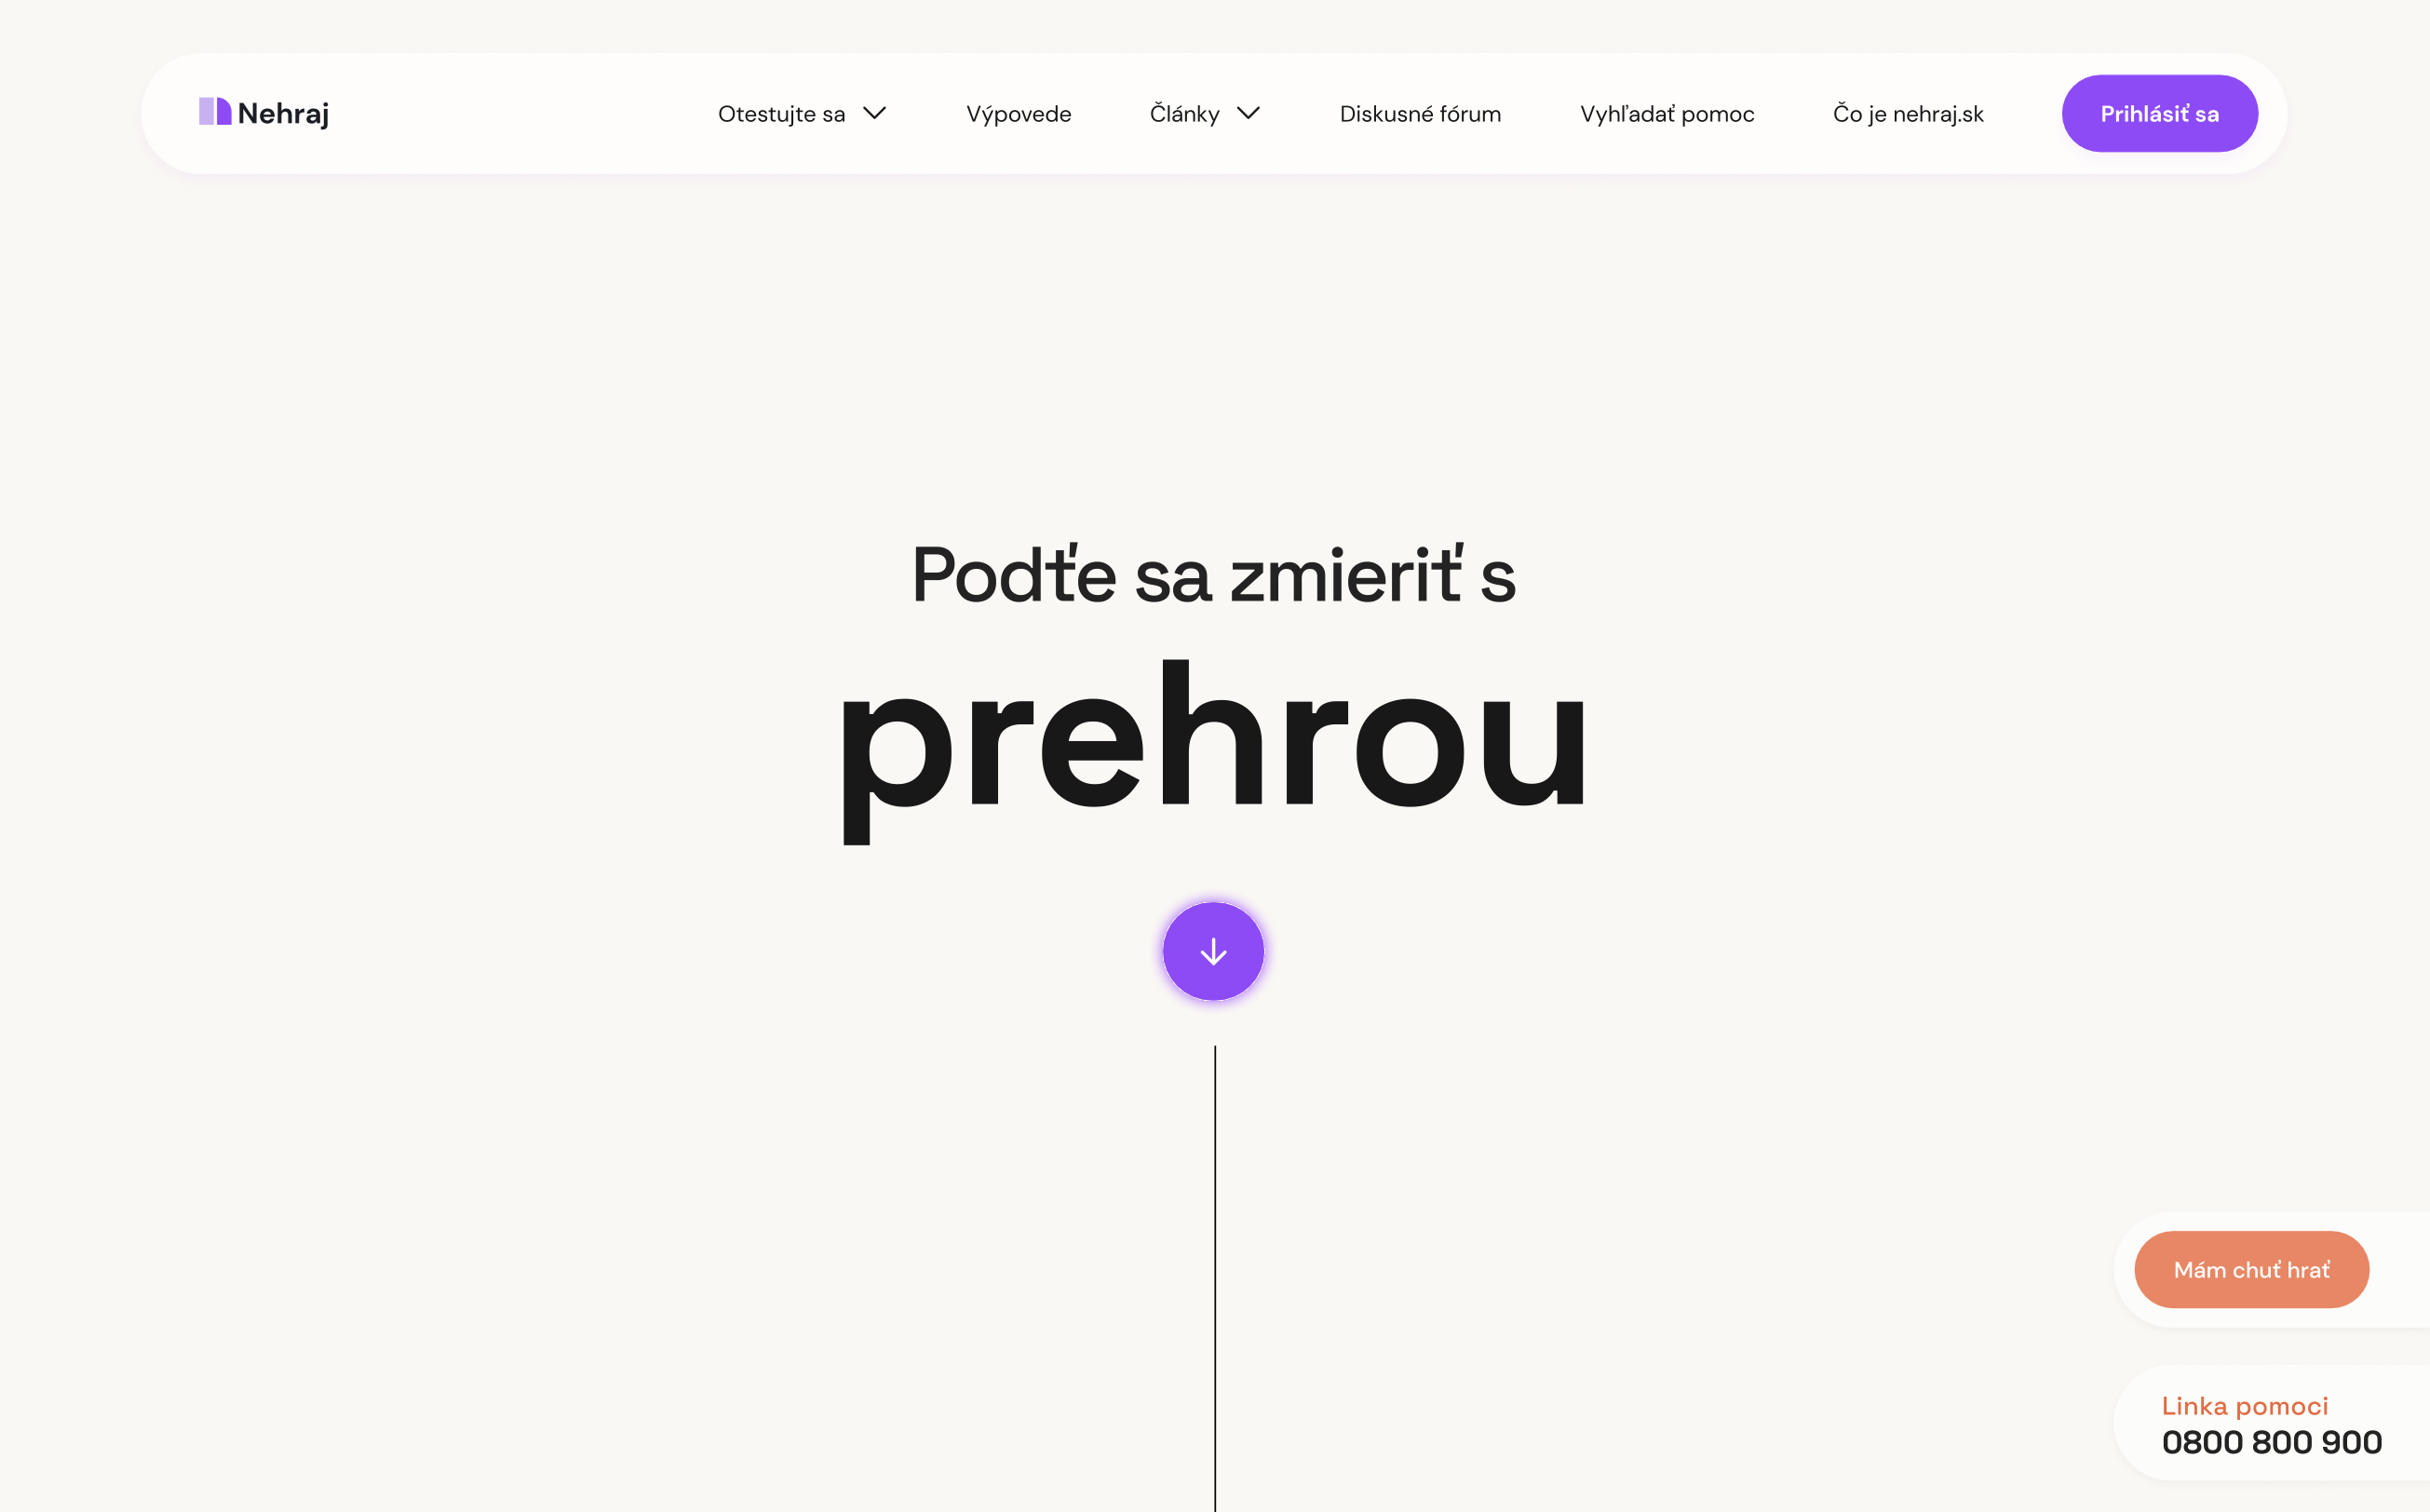 Nehraj
Otestujte sa
Výpovede
Články
Diskusné fórum
Vyhľadať pomoc
Čo je nehraj.sk
Prihlásiť sa
Podťe sa zmieriť s
prehrou
Mám chuť hrať
Linka pomoci
0800 800 900